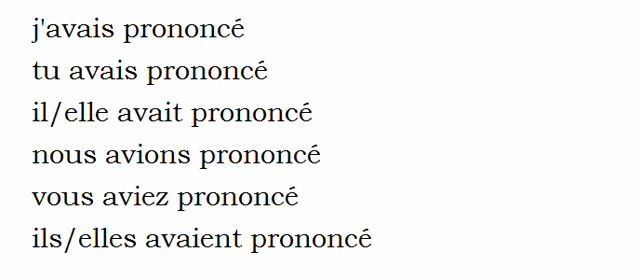 j'avais prononcé
tu avais prononcé
il/elle avait prononcé
nous avions prononcé
vous aviez prononcé
ils/elles avaient prononcé